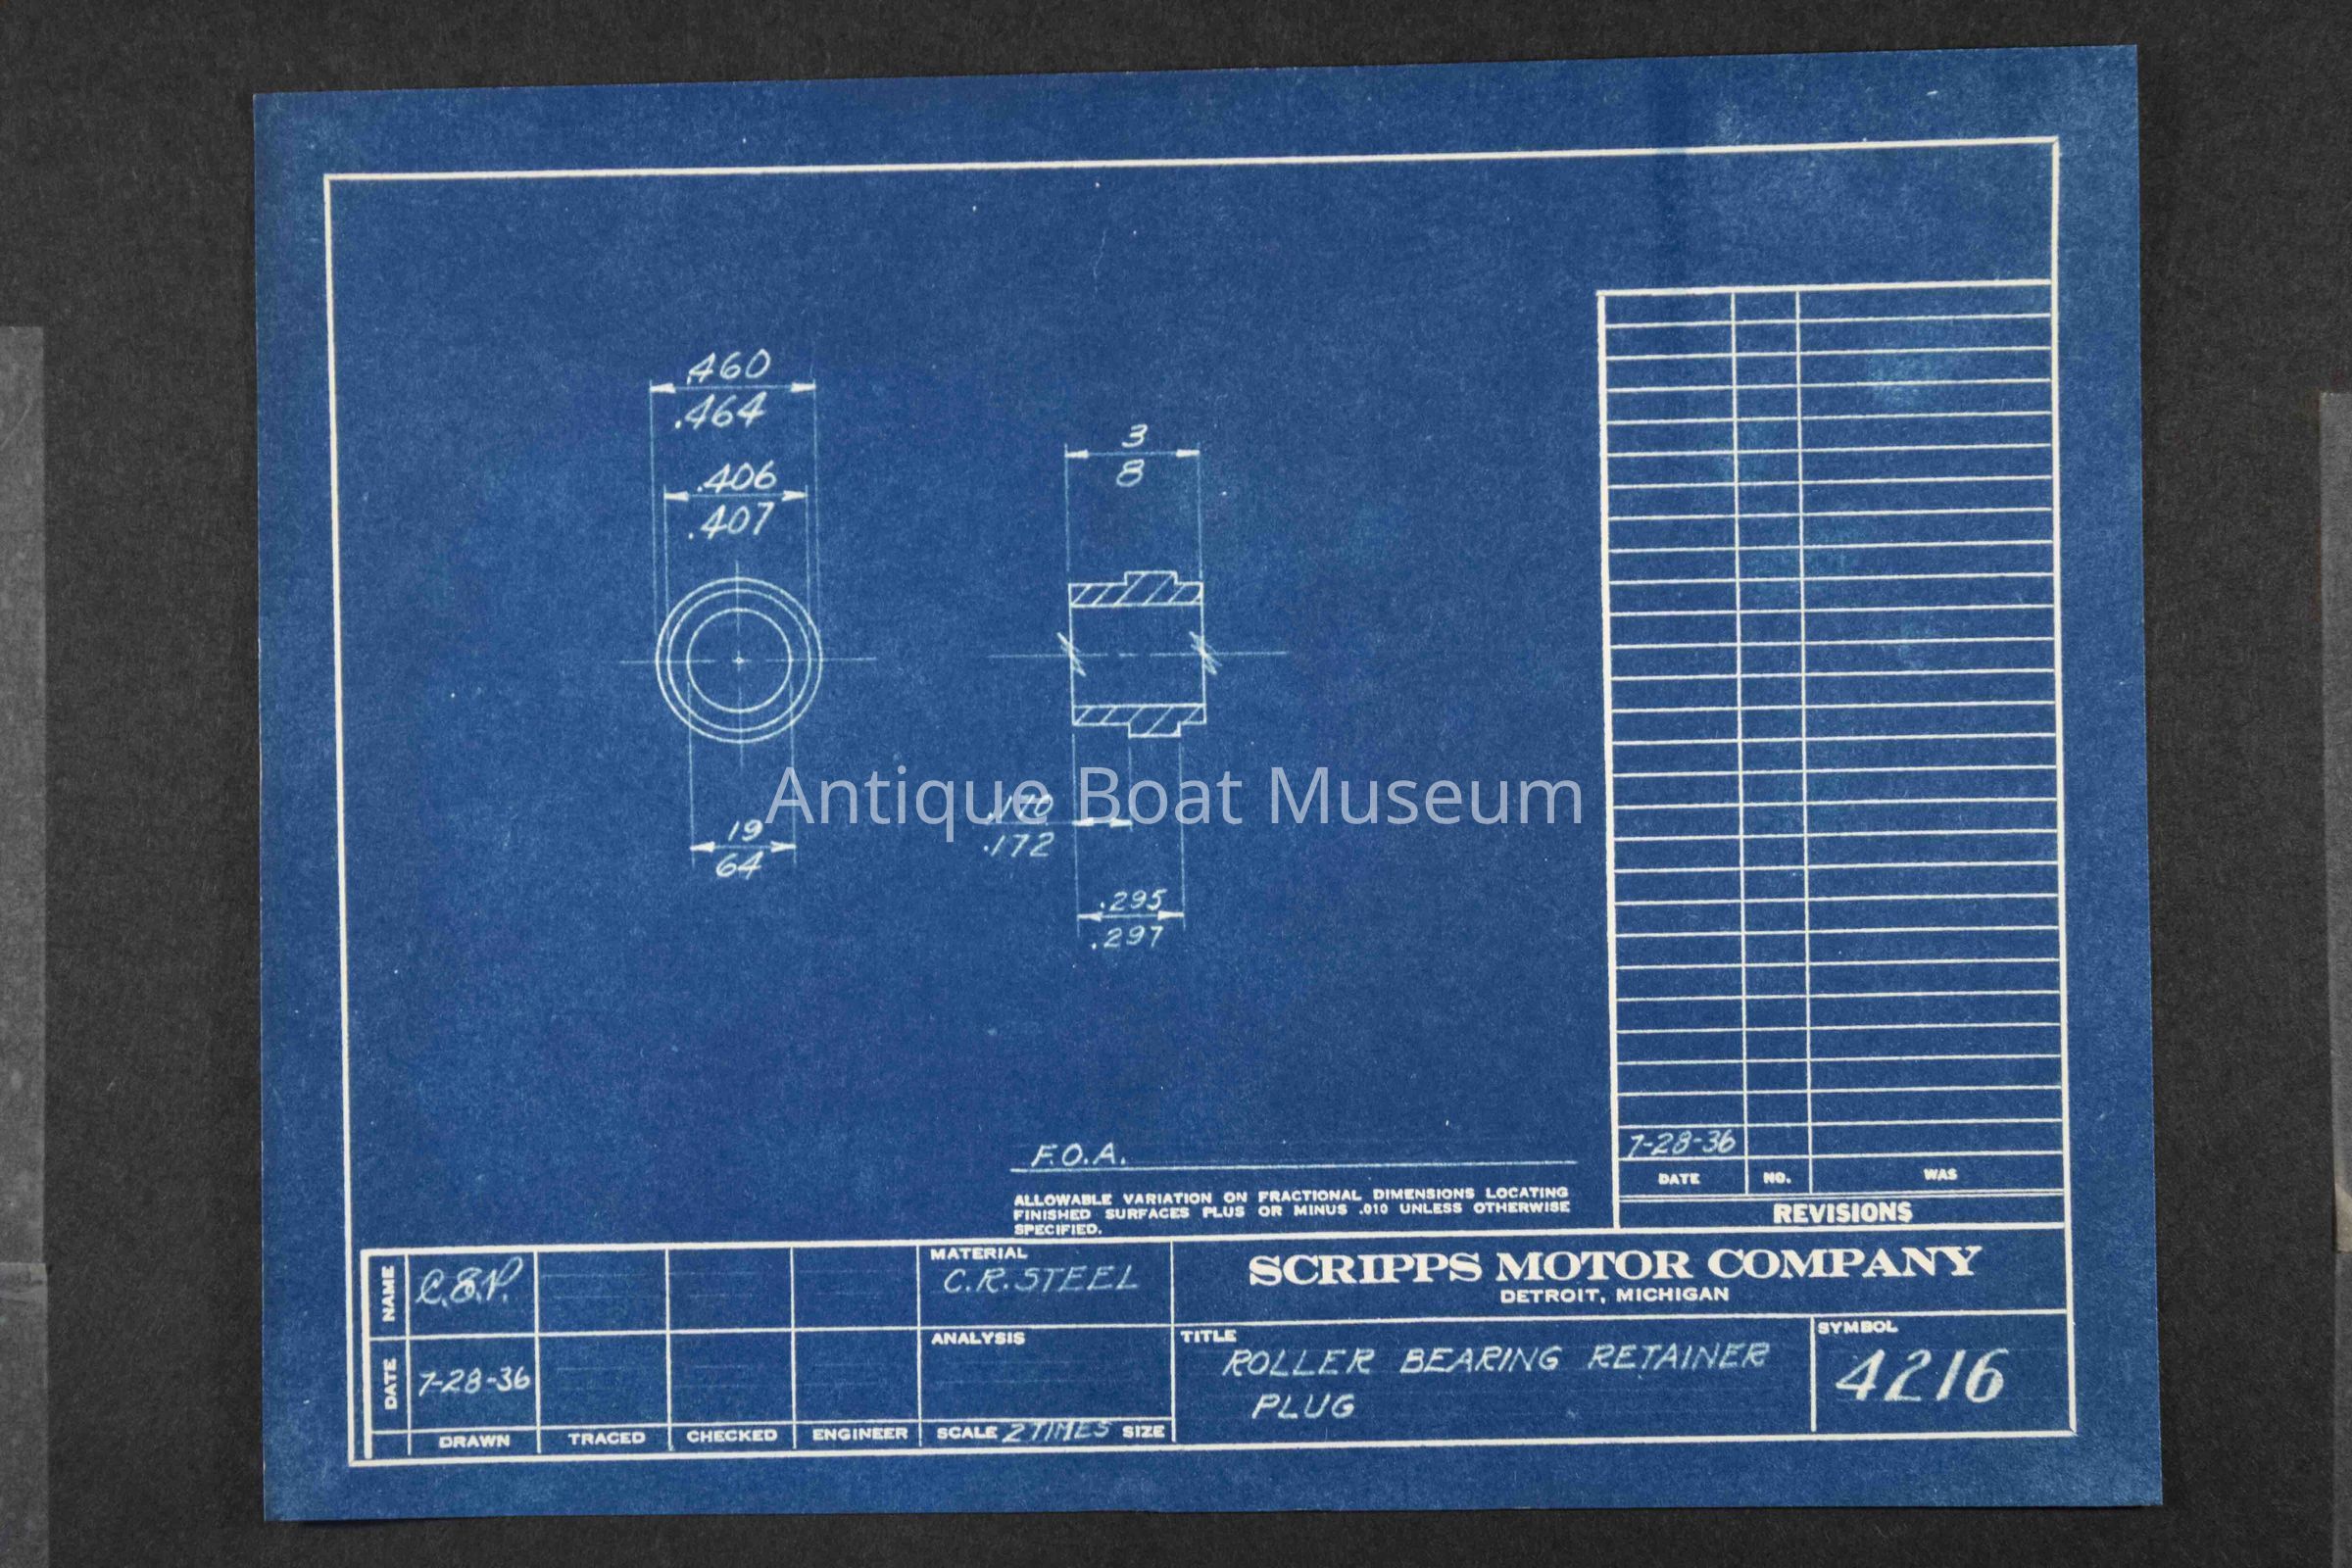 .460
.464
.406
.407
3
8
19
64
.170
.172
.295
.297
Antique Boat Museum
F.O.A.
ALLOWABLE VARIATION ON FRACTIONAL DIMENSIONS LOCATING
FINISHED SURFACES PLUS OR MINUS .010 UNLESS OTHERWISE
SPECIFIED.
7-28-36
DATE NO. WAS
REVISIONS
NAME C.E.P.
DATE 7-28-36
DRAWN TRACED CHECKED ENGINEER
MATERIAL
C.R. STEEL
ANALYSIS
SCALE 2 TIMES SIZE
SCRIPPS MOTOR COMPANY
DETROIT, MICHIGAN
TITLE
ROLLER BEARING RETAINER
PLUG
SYMBOL
4216